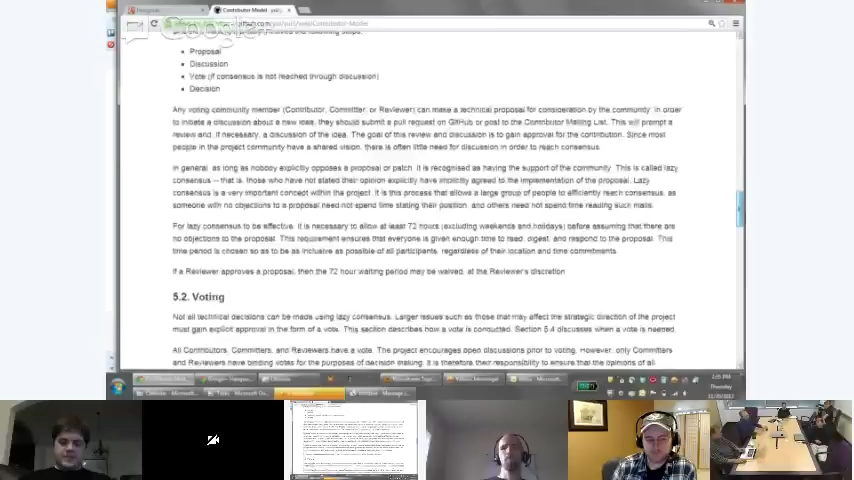 Contributor Model
Google+
Proposal
Discussion
Vote (if consensus is not reached through discussion)
Decision
Any voting community member (Contributor, Committer, or Reviewer) can make a technical proposal for consideration by the community. In order
to initiate a discussion about a new idea, they should submit a pull request on GitHub or post to the Contributor Mailing List. This will prompt a
review and, if necessary, a discussion of the idea. The goal of this review and discussion is to gain approval for the contribution. Since most
people in the project community have a shared vision, there is often little need for discussion in order to reach consensus.
In general, as long as nobody explicitly opposes a proposal or patch, it is recognised as having the support of the community. This is called lazy
consensus -- that is, those who have not stated their opinion explicitly have implicitly agreed to the implementation of the proposal. Lazy
consensus is a very important concept within the project. It is this process that allows a large group of people to efficiently reach consensus, as
someone with no objections to a proposal need not spend time stating their position, and others need not spend time reading such mails.
For lazy consensus to be effective, it is necessary to allow at least 72 hours (excluding weekends and holidays) before assuming that there are
no objections to the proposal. This requirement ensures that everyone is given enough time to read, digest, and respond to the proposal. This
time period is chosen so as to be as inclusive as possible of all participants, regardless of their location and time commitments.
If a Reviewer approves a proposal, then the 72 hour waiting period may be waived, at the Reviewer's discretion
5.2. Voting
Not all technical decisions can be made using lazy consensus. Larger issues such as those that may affect the strategic direction of the project
must gain explicit approval in the form of a vote. This section describes how a vote is conducted. Section 5.4 discusses when a vote is needed.
All Contributors, Committers, and Reviewers have a vote. The project encourages open discussions prior to voting. However, only Committers
and Reviewers have binding votes for the purposes of decision making. It is therefore their responsibility to ensure that the opinions of all
Thursday